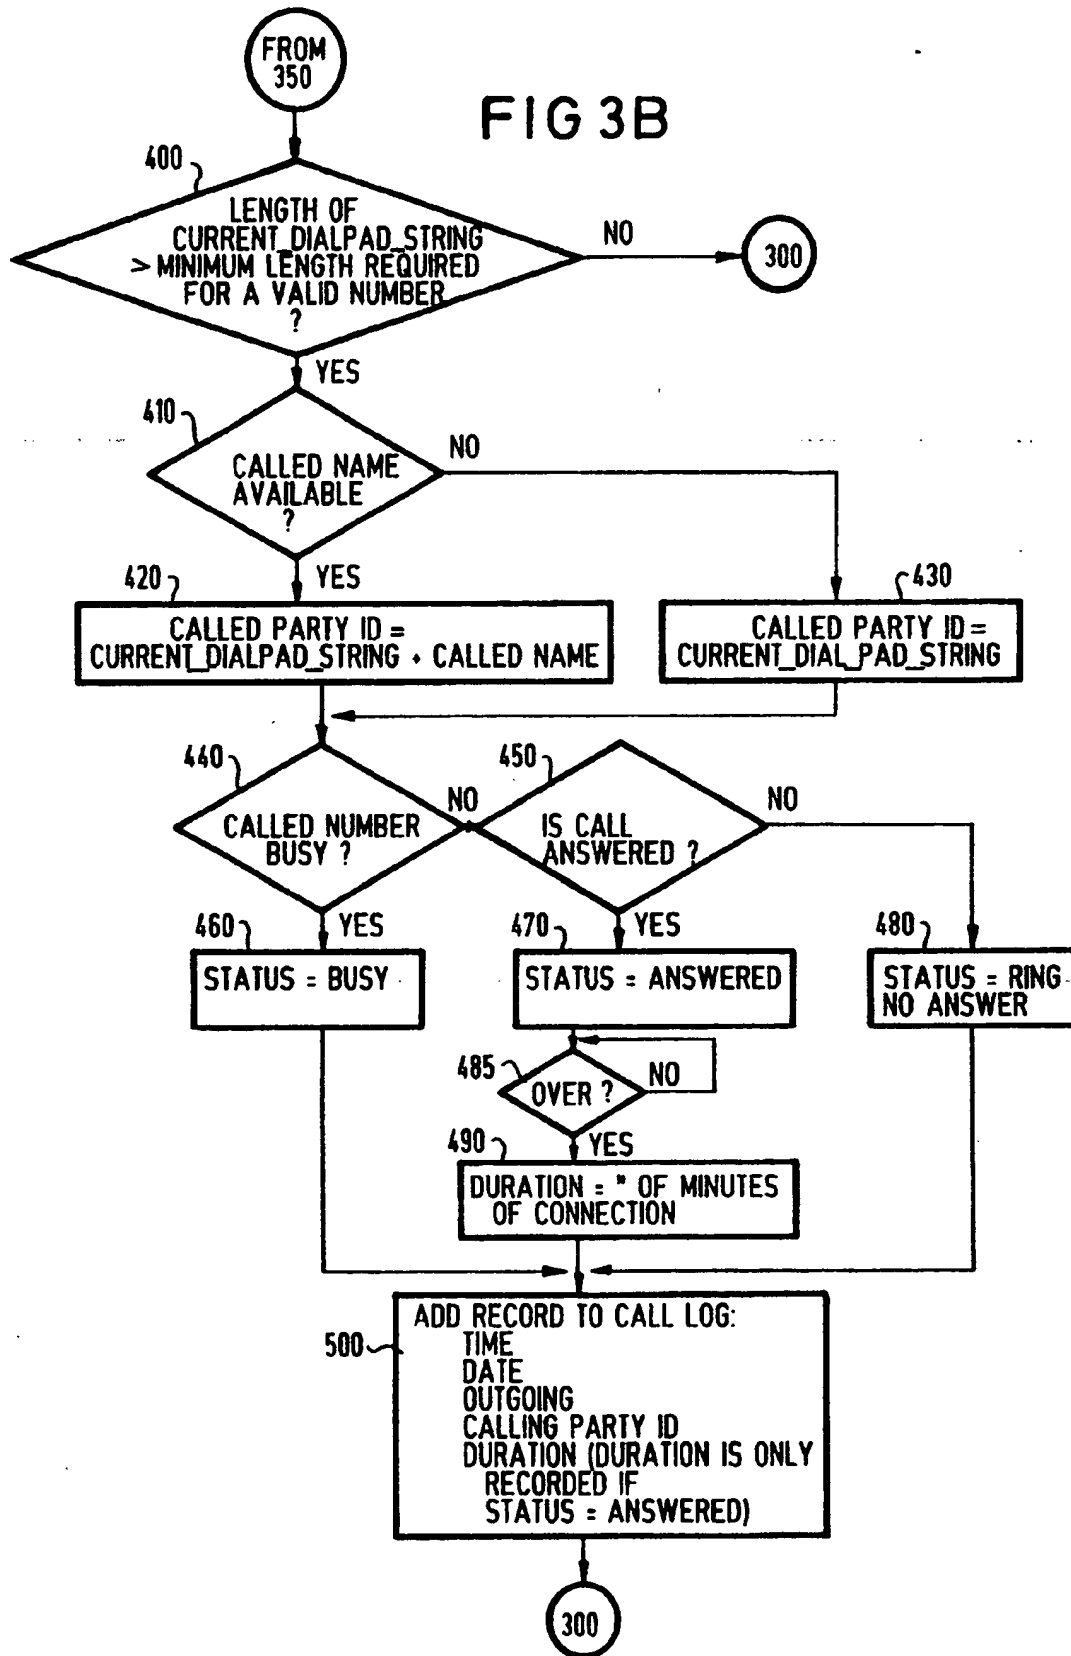 FROM
350
FIG 3B
400
LENGTH OF
CURRENT_DIALPAD_STRING
> MINIMUM LENGTH REQUIRED
FOR A VALID NUMBER
?
NO
300
YES
410
CALLED NAME
AVAILABLE
?
NO
YES
420
CALLED PARTY ID =
CURRENT_DIALPAD_STRING + CALLED NAME
430
CALLED PARTY ID =
CURRENT_DIAL_PAD_STRING
440
CALLED NUMBER
BUSY ?
NO
450
IS CALL
ANSWERED ?
NO
YES
YES
460
STATUS = BUSY
470
STATUS = ANSWERED
480
STATUS = RING
NO ANSWER
485
OVER ?
NO
YES
490
DURATION = " OF MINUTES
OF CONNECTION
500
ADD RECORD TO CALL LOG:
TIME
DATE
OUTGOING
CALLING PARTY ID
DURATION (DURATION IS ONLY
RECORDED IF
STATUS = ANSWERED)
300